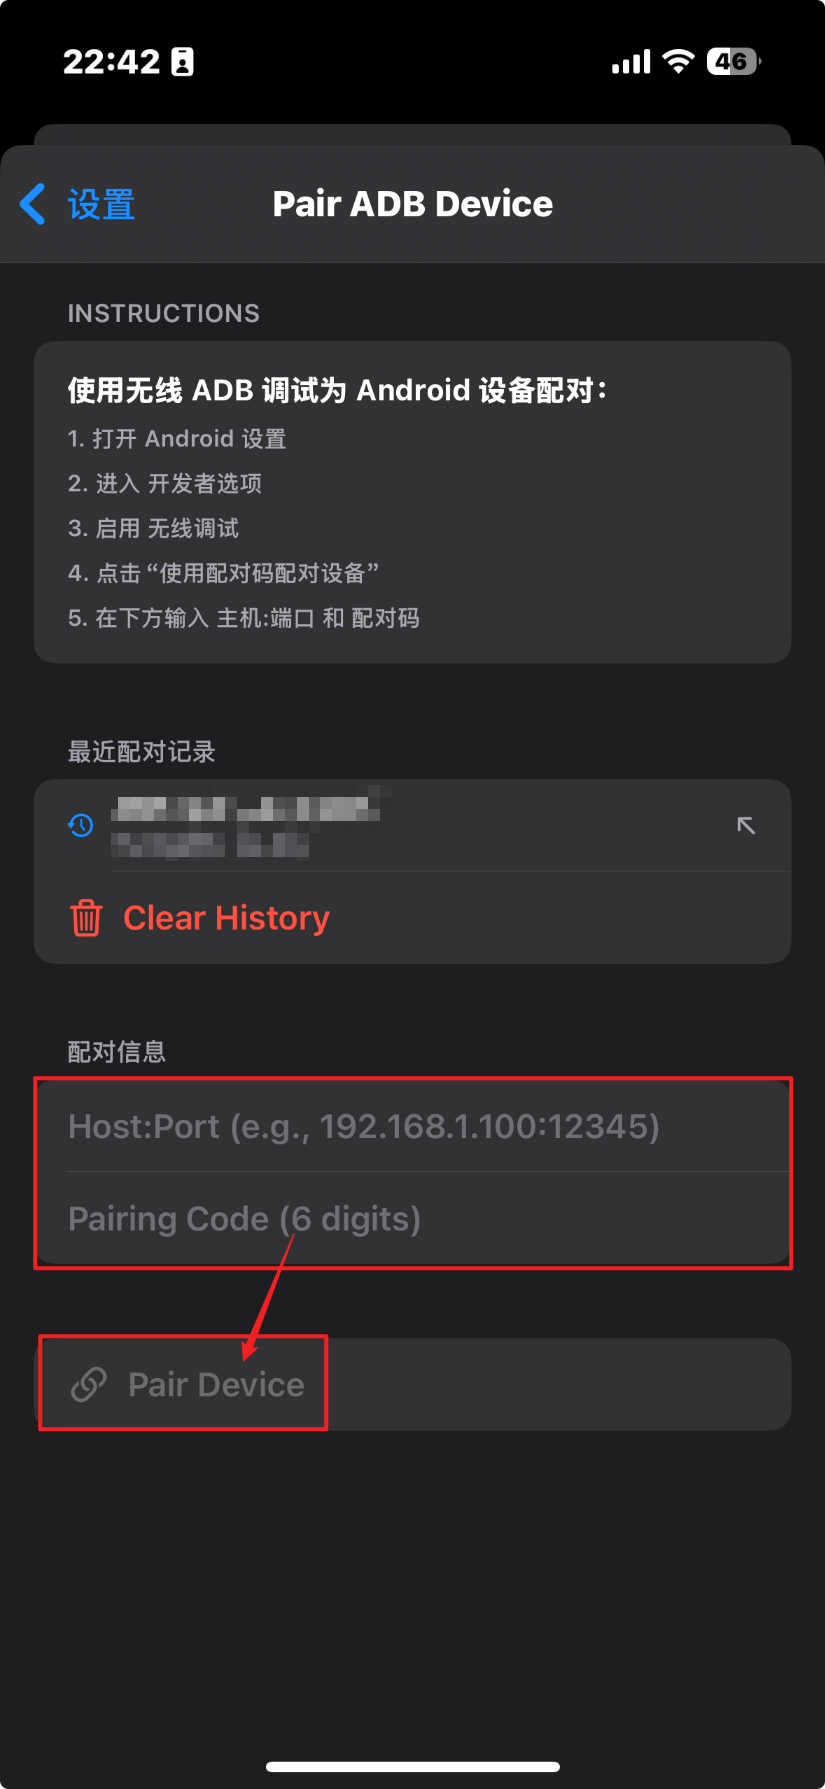 22:42
46
设置
Pair ADB Device
INSTRUCTIONS
使用无线 ADB 调试为 Android 设备配对：
1. 打开 Android 设置
2. 进入 开发者选项
3. 启用 无线调试
4. 点击 “使用配对码配对设备”
5. 在下方输入 主机:端口 和 配对码
最近配对记录
Clear History
配对信息
Host:Port (e.g., 192.168.1.100:12345)
Pairing Code (6 digits)
Pair Device